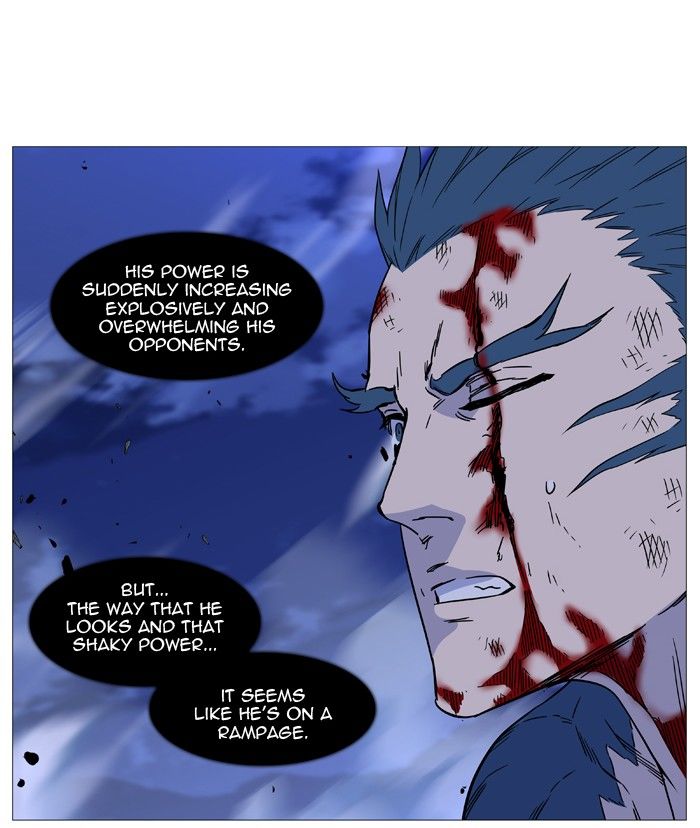 HIS POWER IS
SUDDENLY INCREASING
EXPLOSIVELY AND
OVERWHELMING HIS
OPPONENTS.
BUT...
THE WAY THAT HE
LOOKS AND THAT
SHAKY POWER...
IT SEEMS
LIKE HE'S ON A
RAMPAGE.